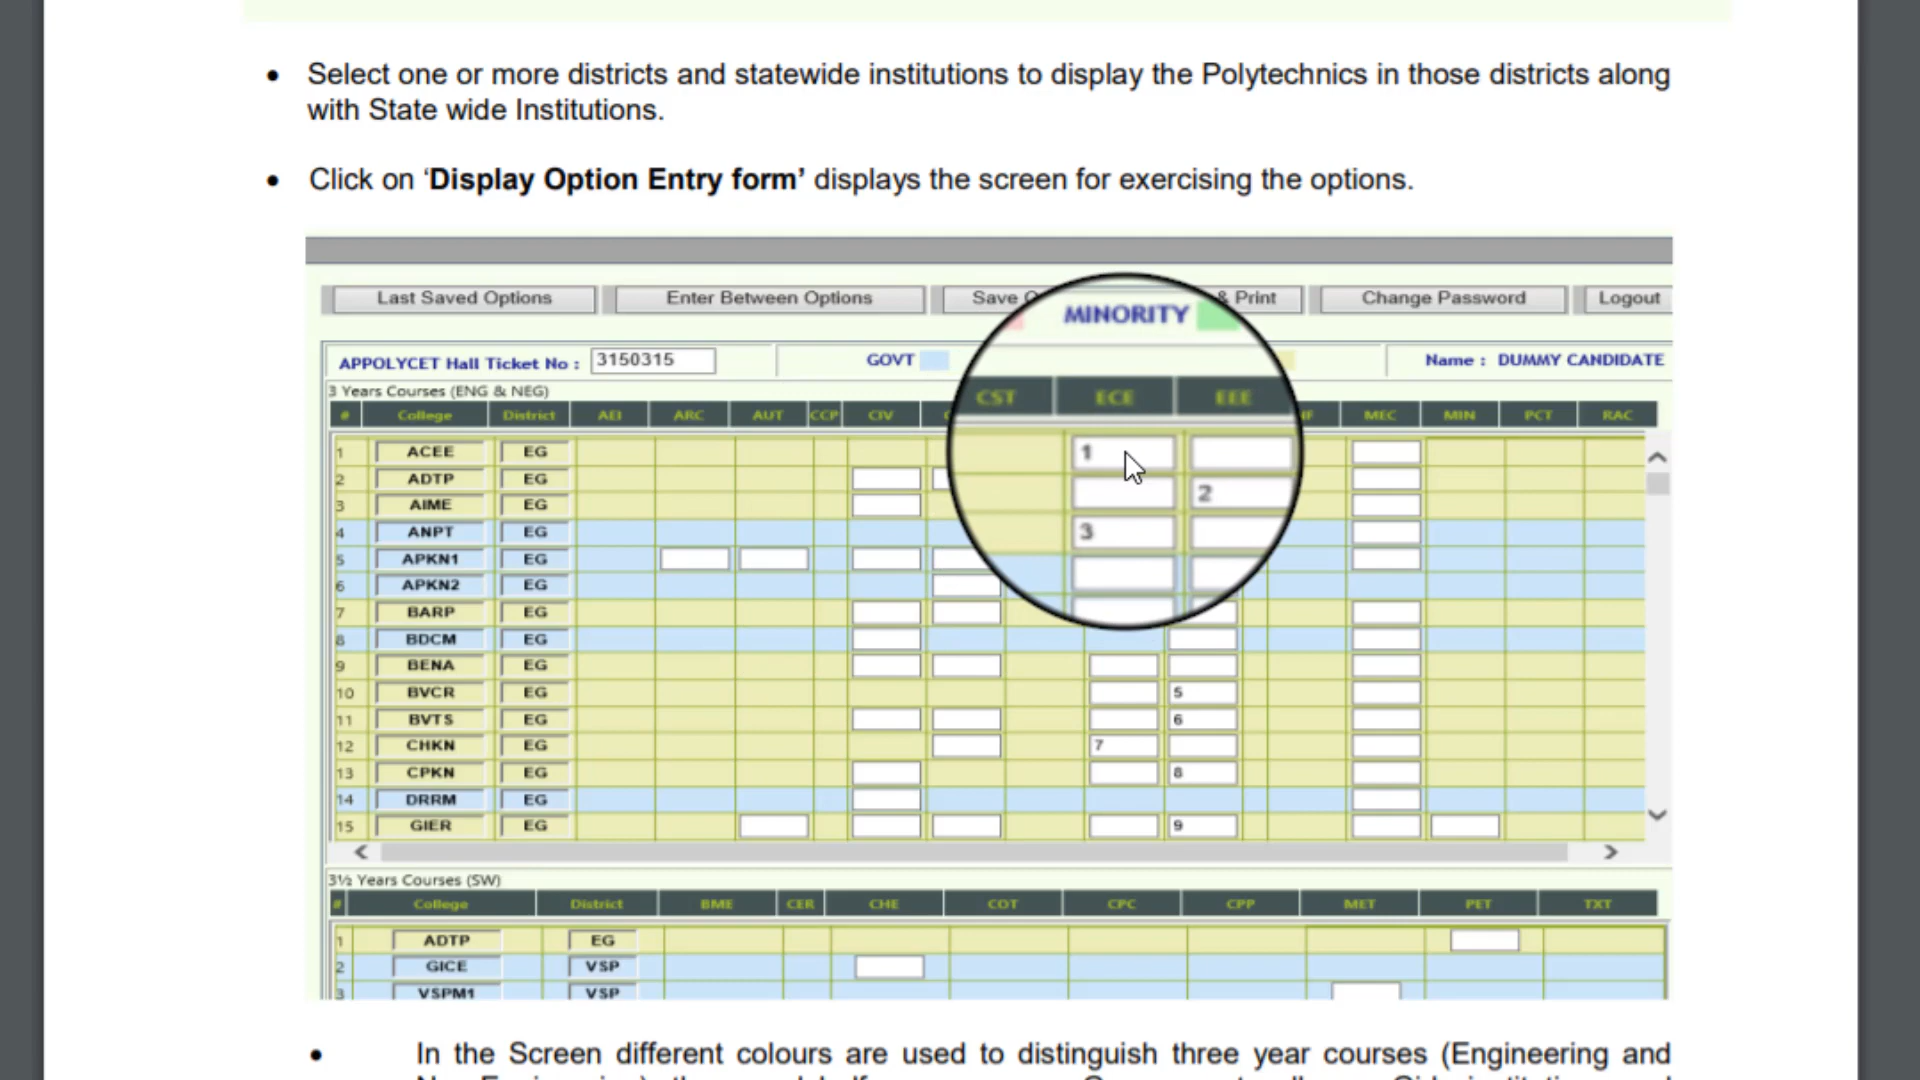 • Select one or more districts and statewide institutions to display the Polytechnics in those districts along
with State wide Institutions.
• Click on ‘Display Option Entry form’ displays the screen for exercising the options.
Last Saved Options Enter Between Options Save & Print Change Password Logout
MINORITY
APPOLYCET Hall Ticket No : 3150315 GOVT Name : DUMMY CANDIDATE
3 Years Courses (ENG & NEG)
# College District AEI ARC AUT CCP CIV CST ECE EEE MEC MIN PCT RAC
1 ACEE EG 1
2 ADTP EG 2
3 AIME EG 3
4 ANPT EG
5 APKN1 EG
6 APKN2 EG
7 BARP EG
8 BDCM EG
9 BENA EG
10 BVCR EG 5
11 BVTS EG 6
12 CHKN EG 7
13 CPKN EG 8
14 DRRM EG
15 GIER EG 9
3½ Years Courses (SW)
# College District BME CER CHE COT CPC CPP MET PET TXT
1 ADTP EG
2 GICE VSP
3 VSPM1 VSP
• In the Screen different colours are used to distinguish three year courses (Engineering and